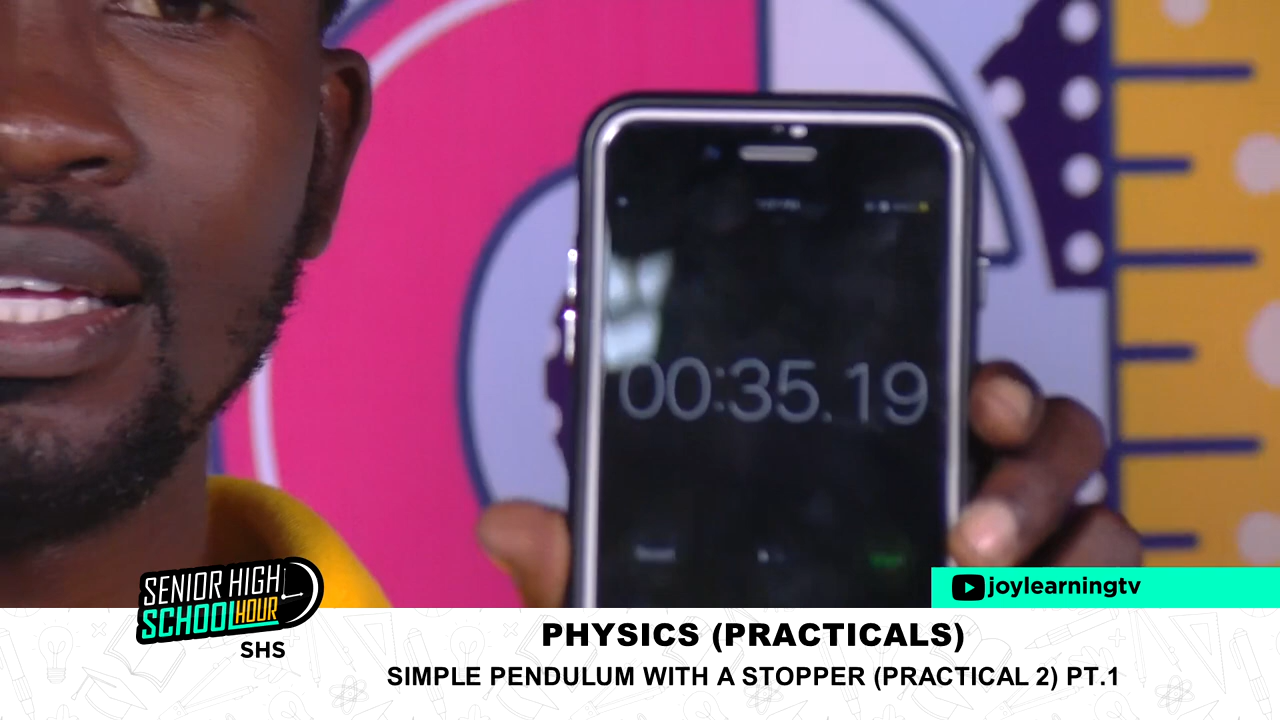 00:35.19
joylearningtv
SENIOR HIGH
SCHOOL HOUR
SHS
PHYSICS (PRACTICALS)
SIMPLE PENDULUM WITH A STOPPER (PRACTICAL 2) PT.1